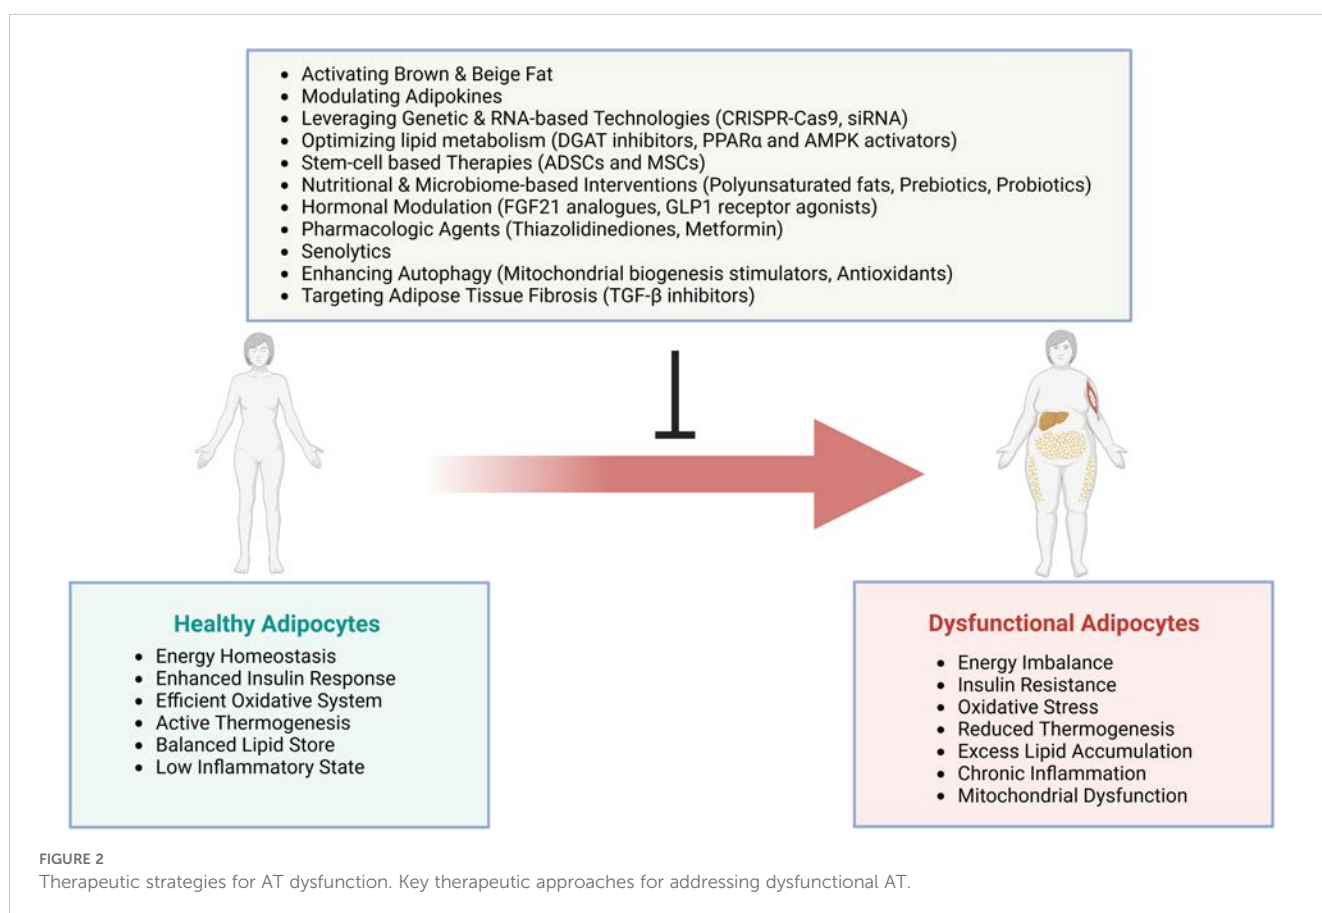 • Activating Brown & Beige Fat
• Modulating Adipokines
• Leveraging Genetic & RNA-based Technologies (CRISPR-Cas9, siRNA)
• Optimizing lipid metabolism (DGAT inhibitors, PPARα and AMPK activators)
• Stem-cell based Therapies (ADSCs and MSCs)
• Nutritional & Microbiome-based Interventions (Polyunsaturated fats, Prebiotics, Probiotics)
• Hormonal Modulation (FGF21 analogues, GLP1 receptor agonists)
• Pharmacologic Agents (Thiazolidinediones, Metformin)
• Senolytics
• Enhancing Autophagy (Mitochondrial biogenesis stimulators, Antioxidants)
• Targeting Adipose Tissue Fibrosis (TGF-β inhibitors)
Healthy Adipocytes
• Energy Homeostasis
• Enhanced Insulin Response
• Efficient Oxidative System
• Active Thermogenesis
• Balanced Lipid Store
• Low Inflammatory State
Dysfunctional Adipocytes
• Energy Imbalance
• Insulin Resistance
• Oxidative Stress
• Reduced Thermogenesis
• Excess Lipid Accumulation
• Chronic Inflammation
• Mitochondrial Dysfunction
FIGURE 2
Therapeutic strategies for AT dysfunction. Key therapeutic approaches for addressing dysfunctional AT.